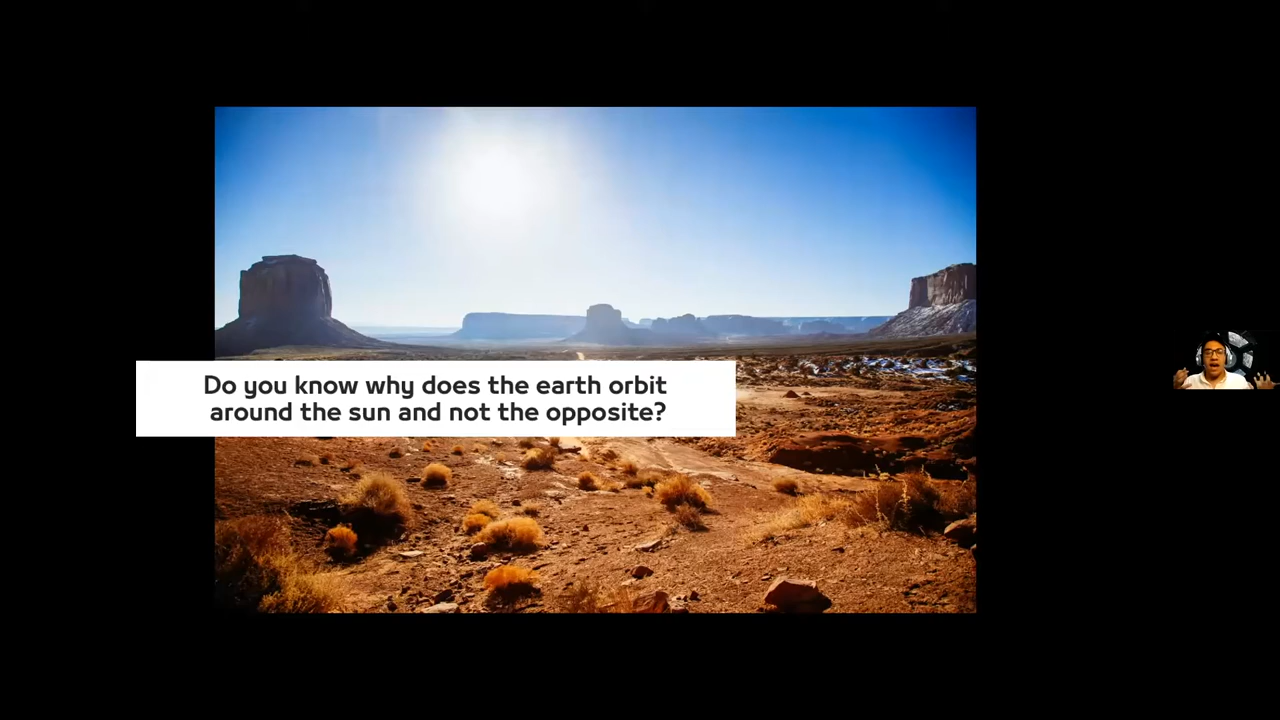 Do you know why does the earth orbit
around the sun and not the opposite?